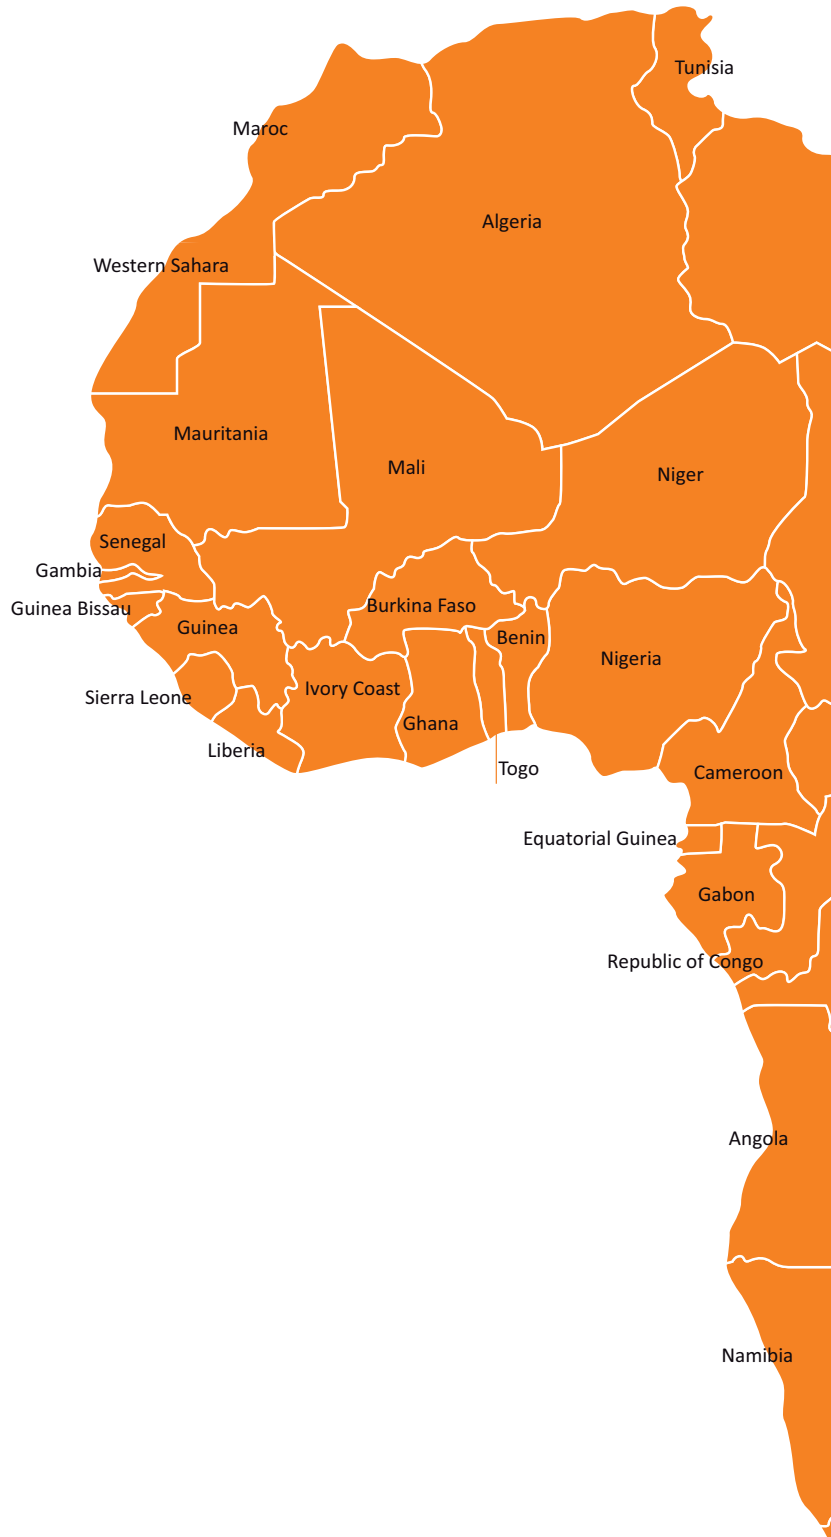 Tunisia
Maroc
Algeria
Western Sahara
Mauritania
Mali
Niger
Senegal
Gambia
Guinea Bissau
Burkina Faso
Guinea
Benin
Nigeria
Sierra Leone
Ivory Coast
Ghana
Liberia
Togo
Cameroon
Equatorial Guinea
Gabon
Republic of Congo
Angola
Namibia